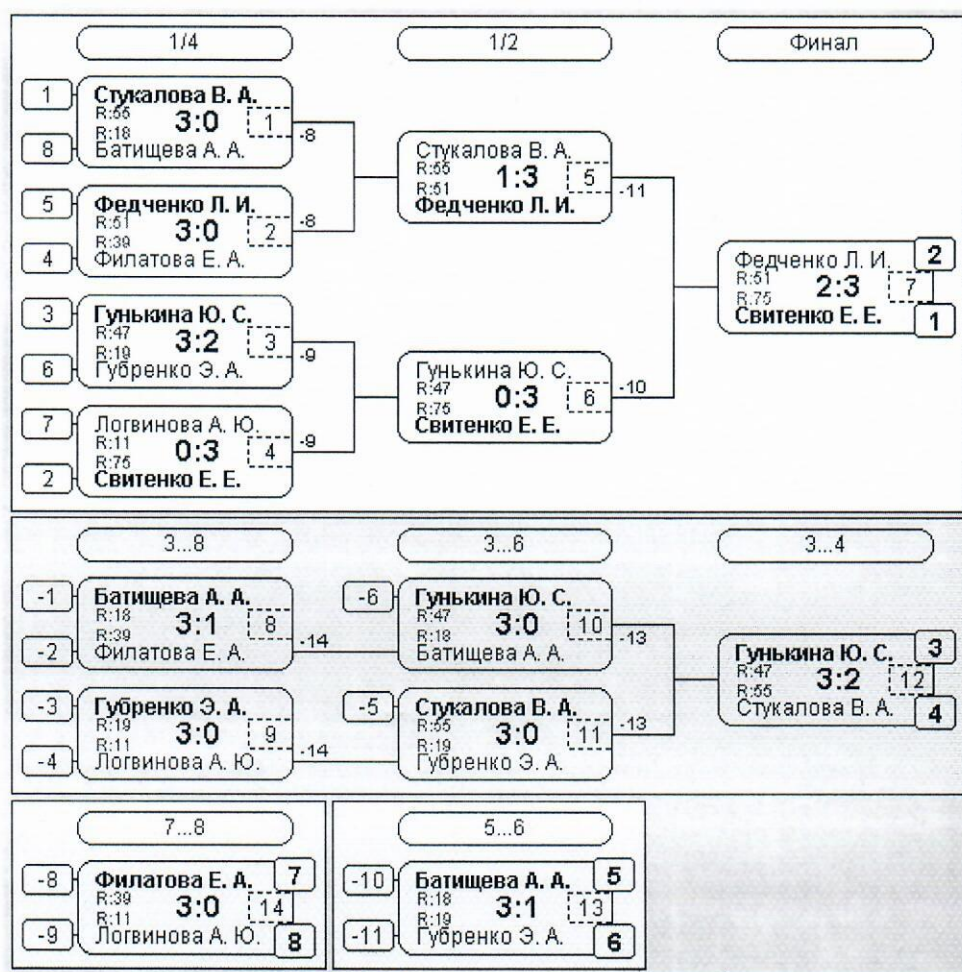 1/4
1/2
Финал
1
Стукалова В. А.
R:55
R:18
3:0
1
-8
8
Батищева А. А.
5
Федченко Л. И.
R:51
R:39
3:0
2
-8
4
Филатова Е. А.
3
Гунькина Ю. С.
R:47
R:19
3:2
3
-9
6
Губренко Э. А.
7
Логвинова А. Ю.
R:11
R:75
0:3
4
-9
2
Свитенко Е. Е.
Стукалова В. А.
R:55
R:51
1:3
5
-11
Федченко Л. И.
Гунькина Ю. С.
R:47
R:75
0:3
6
-10
Свитенко Е. Е.
Федченко Л. И.
2
R:51
R:75
2:3
7
Свитенко Е. Е.
1
3...8
3...6
3...4
-1
Батищева А. А.
R:18
R:39
3:1
8
-14
-2
Филатова Е. А.
-3
Губренко Э. А.
R:19
R:11
3:0
9
-14
-4
Логвинова А. Ю.
-6
Гунькина Ю. С.
R:47
R:18
3:0
10
-13
Батищева А. А.
-5
Стукалова В. А.
R:55
R:19
3:0
11
-13
Губренко Э. А.
Гунькина Ю. С.
3
R:47
R:55
3:2
12
Стукалова В. А.
4
7...8
-8
Филатова Е. А.
7
R:39
R:11
3:0
14
-9
Логвинова А. Ю.
8
5...6
-10
Батищева А. А.
5
R:18
R:19
3:1
13
-11
Губренко Э. А.
6